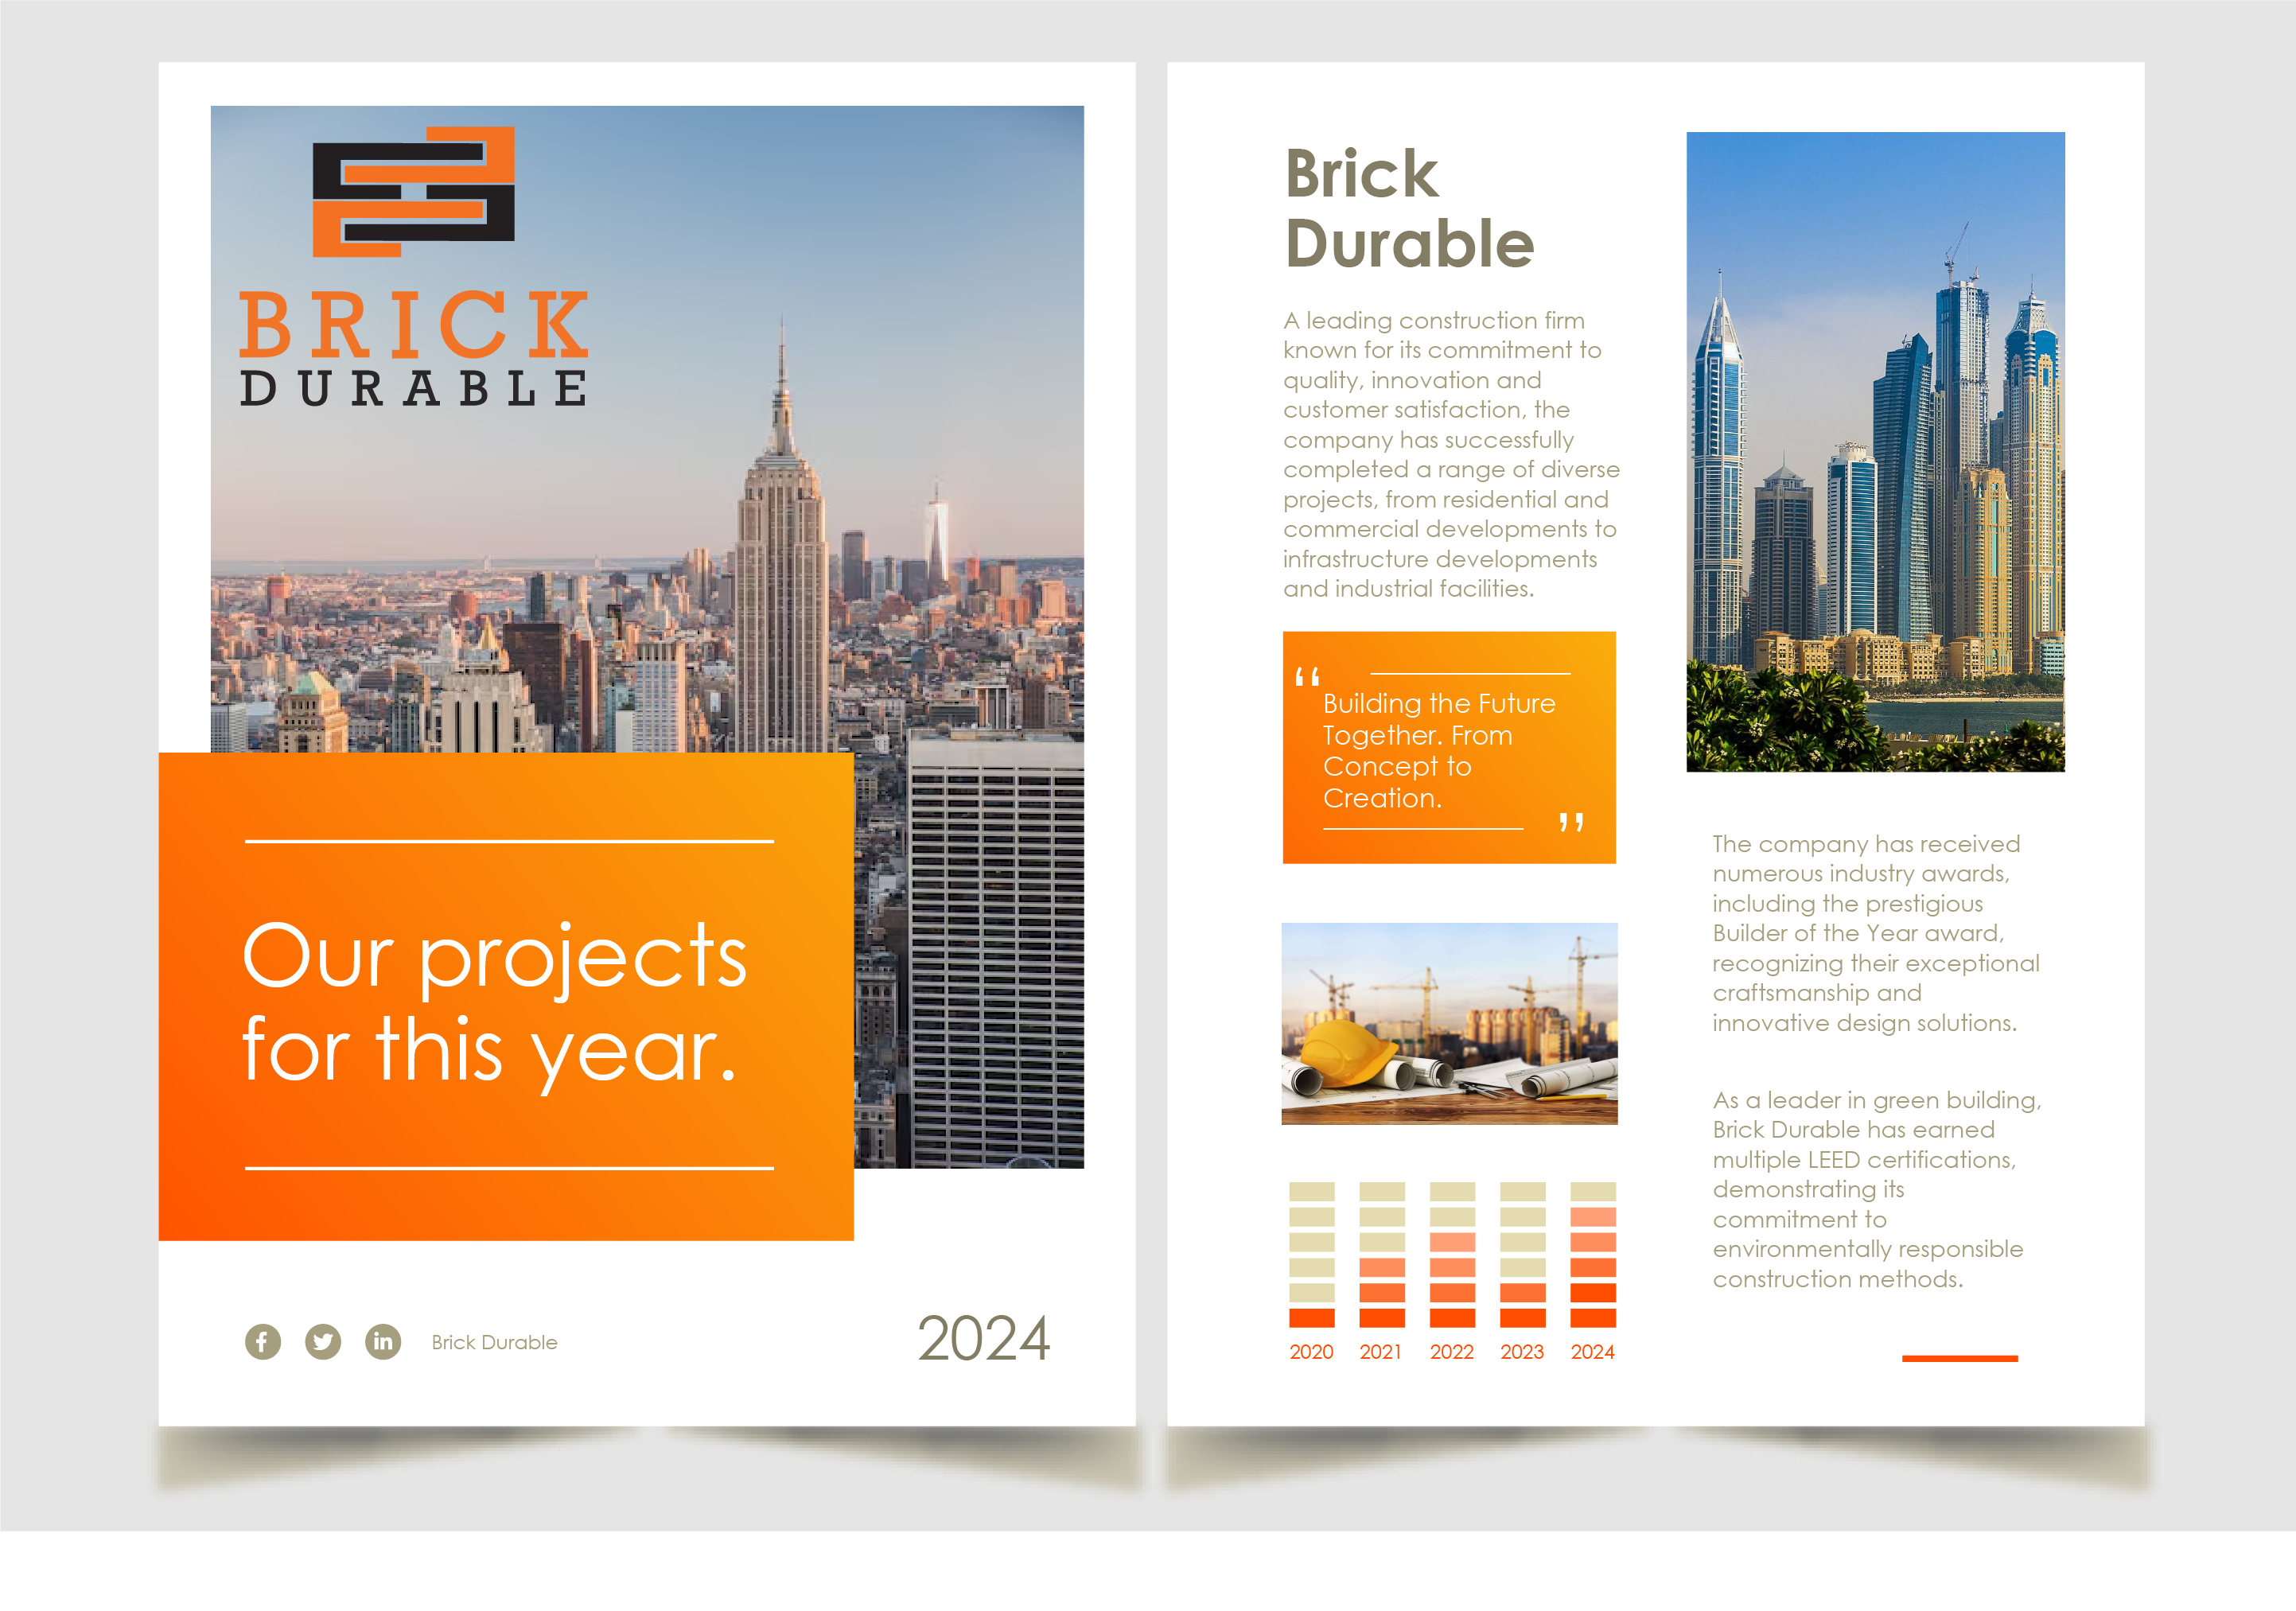 BRICK
DURABLE
Our projects
for this year.
Brick Durable
2024
Brick
Durable
A leading construction firm
known for its commitment to
quality, innovation and
customer satisfaction, the
company has successfully
completed a range of diverse
projects, from residential and
commercial developments to
infrastructure developments
and industrial facilities.
“
Building the Future
Together. From
Concept to
Creation.
”
2020 2021 2022 2023 2024
The company has received
numerous industry awards,
including the prestigious
Builder of the Year award,
recognizing their exceptional
craftsmanship and
innovative design solutions.
As a leader in green building,
Brick Durable has earned
multiple LEED certifications,
demonstrating its
commitment to
environmentally responsible
construction methods.